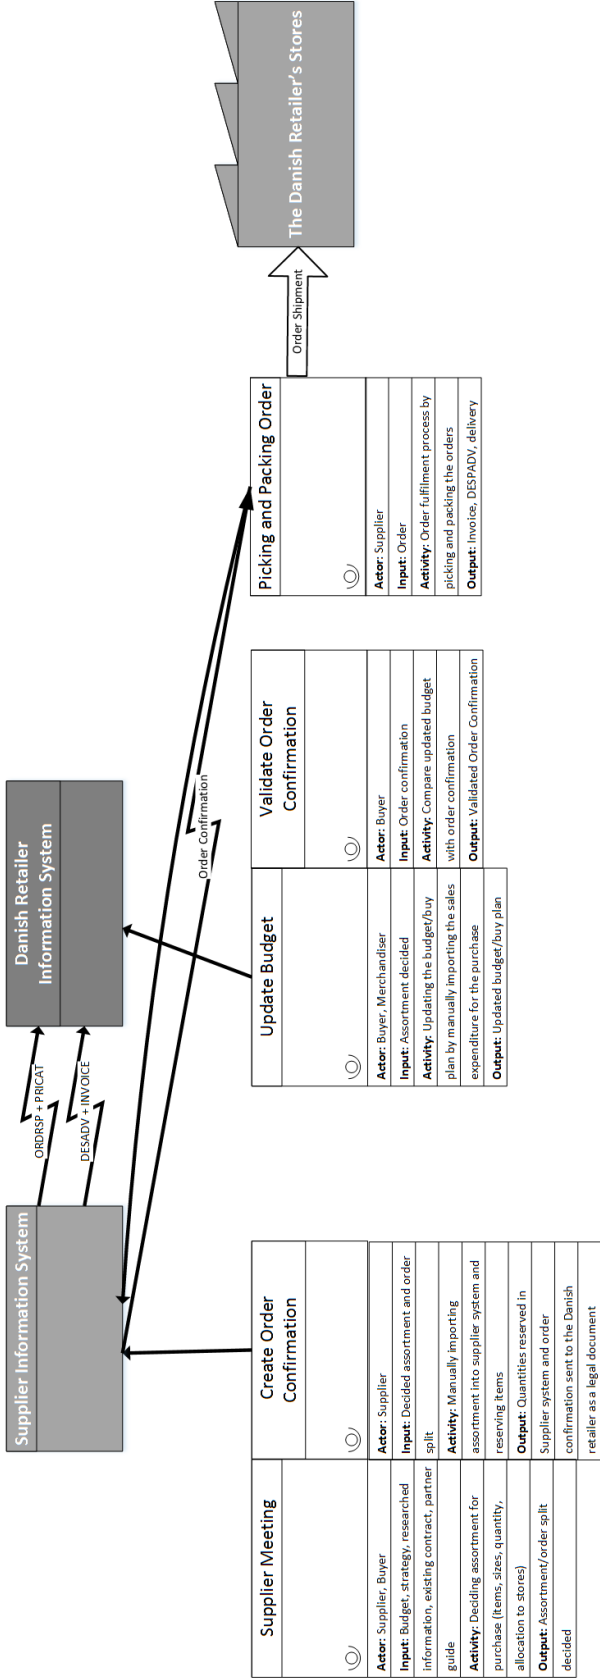 Supplier Information System
Danish Retailer
Information System
ORDRSP + PRICAT
DESADV + INVOICE
Order Confirmation
Supplier Meeting
Actor: Supplier, Buyer
Input: Budget, strategy, researched
information, existing contract, partner
guide
Activity: Deciding assortment for
purchase (items, sizes, quantity,
allocation to stores)
Output: Assortment/order split
decided
Create Order
Confirmation
Actor: Supplier
Input: Decided assortment and order
split
Activity: Manually importing
assortment into supplier system and
reserving items
Output: Quantities reserved in
Supplier system and order
confirmation sent to the Danish
retailer as a legal document
Update Budget
Actor: Buyer, Merchandiser
Input: Assortment decided
Activity: Updating the budget/buy
plan by manually importing the sales
expenditure for the purchase
Output: Updated budget/buy plan
Validate Order
Confirmation
Actor: Buyer
Input: Order confirmation
Activity: Compare updated budget
with order confirmation
Output: Validated Order Confirmation
Picking and Packing Order
Actor: Supplier
Input: Order
Activity: Order fulfilment process by
picking and packing the orders
Output: Invoice, DESPADV, delivery
Order Shipment
The Danish Retailer's Stores